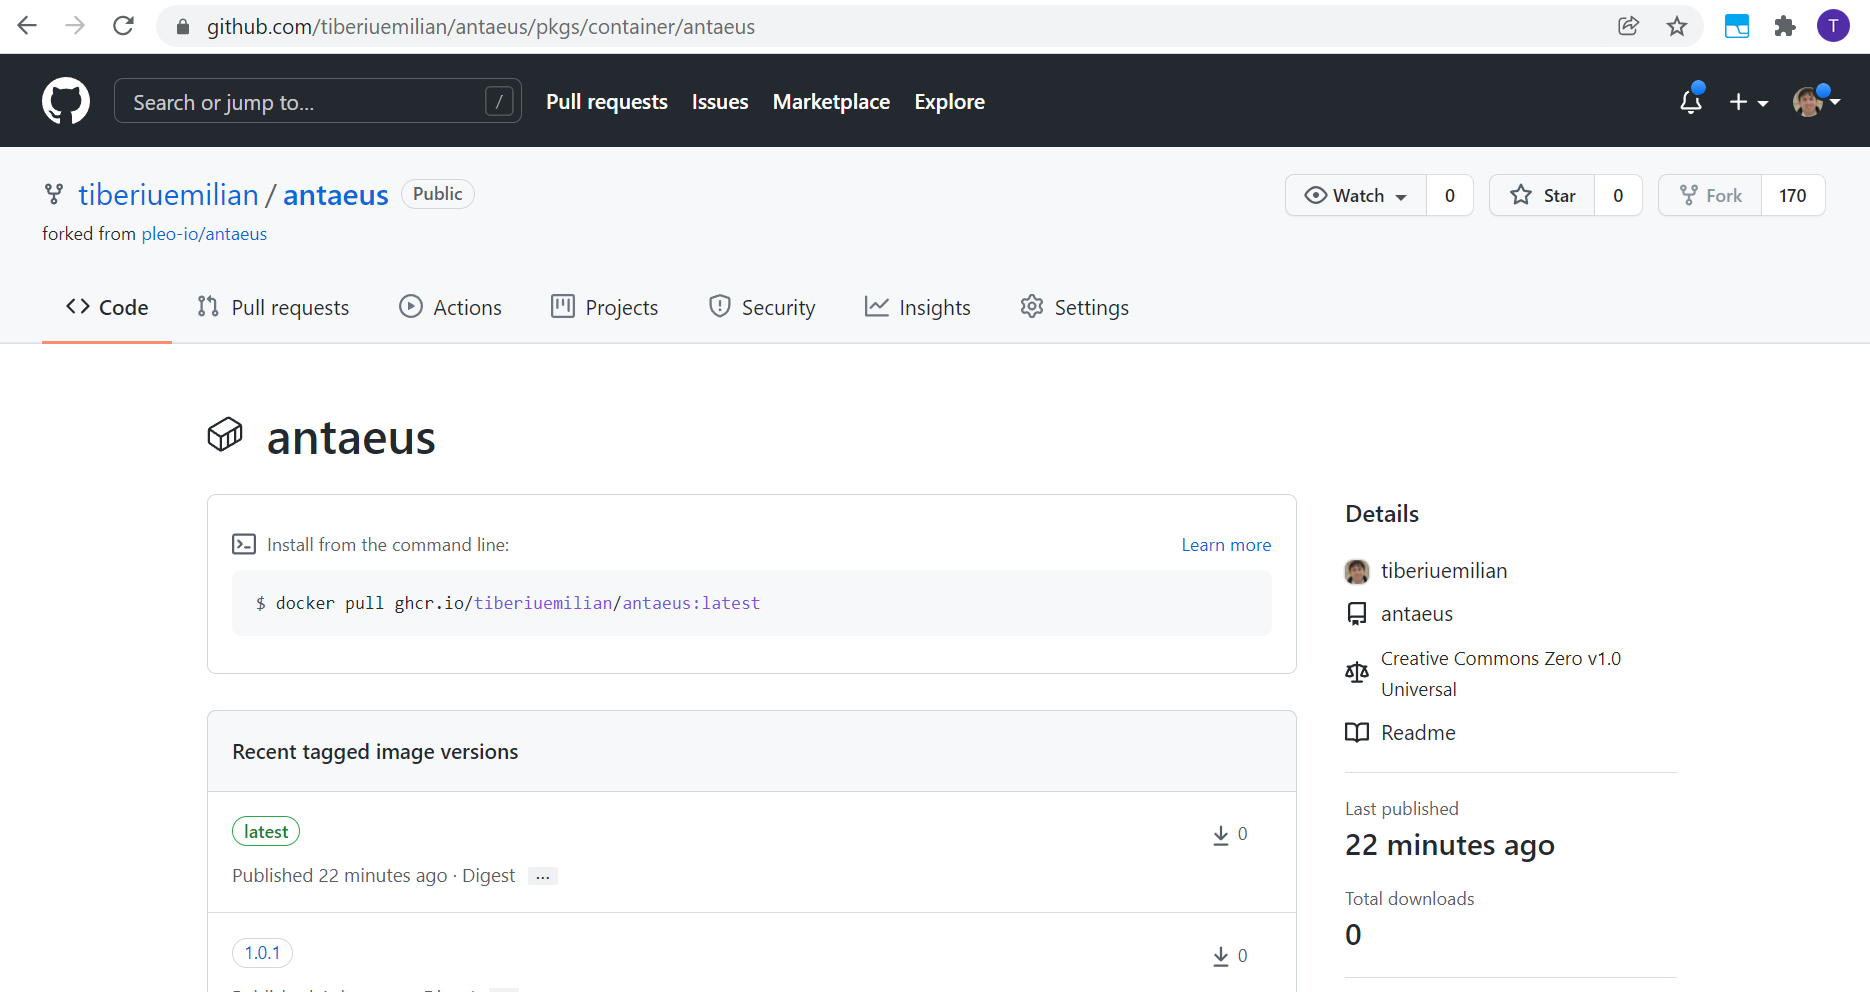 github.com/tiberiuemilian/antaeus/pkgs/container/antaeus
T
Search or jump to... /
Pull requests Issues Marketplace Explore
tiberiuemilian / antaeus Public
Watch 0 Star 0 Fork 170
forked from pleo-io/antaeus
Code Pull requests Actions Projects Security Insights Settings
antaeus
Install from the command line: Learn more
$ docker pull ghcr.io/tiberiuemilian/antaeus:latest
Recent tagged image versions
latest 0
Published 22 minutes ago · Digest ...
1.0.1 0
Details
tiberiuemilian
antaeus
Creative Commons Zero v1.0
Universal
Readme
Last published
22 minutes ago
Total downloads
0